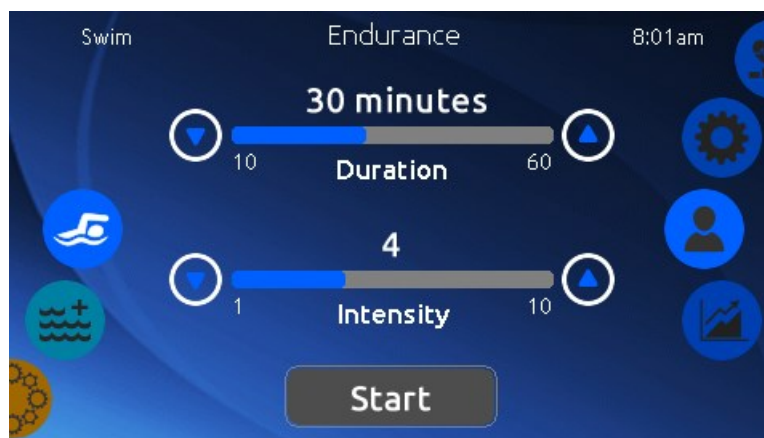 Swim Endurance 8:01am
30 minutes
10 Duration 60
4
1 Intensity 10
Start